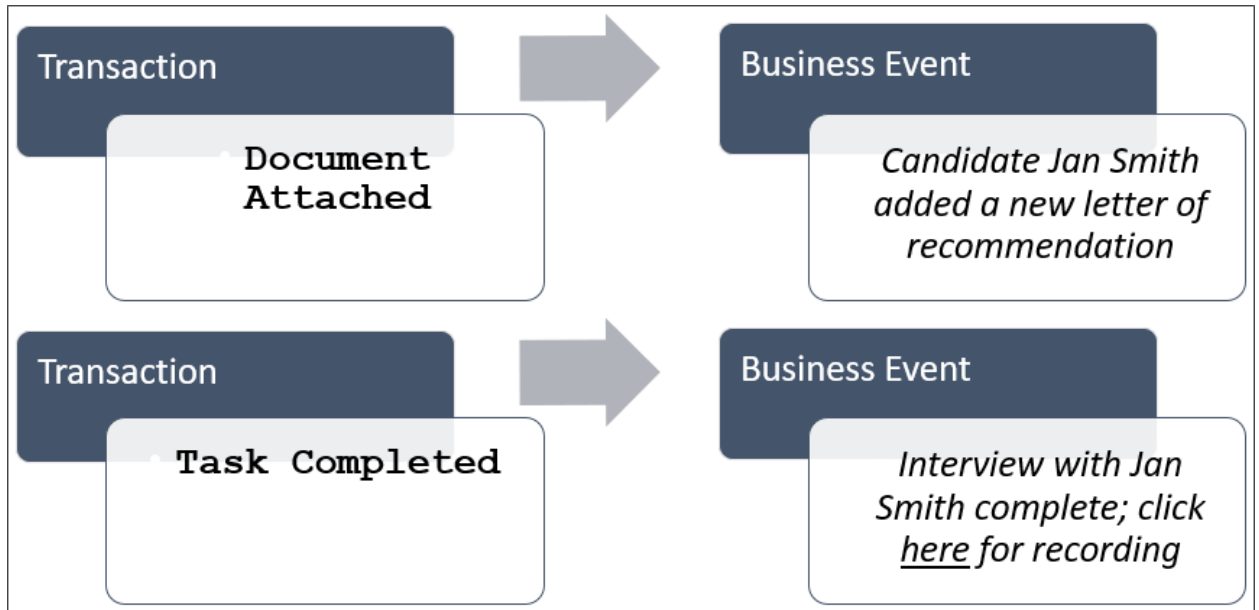 Transaction
• Document
Attached
Business Event
Candidate Jan Smith
added a new letter of
recommendation
Transaction
• Task Completed
Business Event
Interview with Jan
Smith complete; click
here for recording